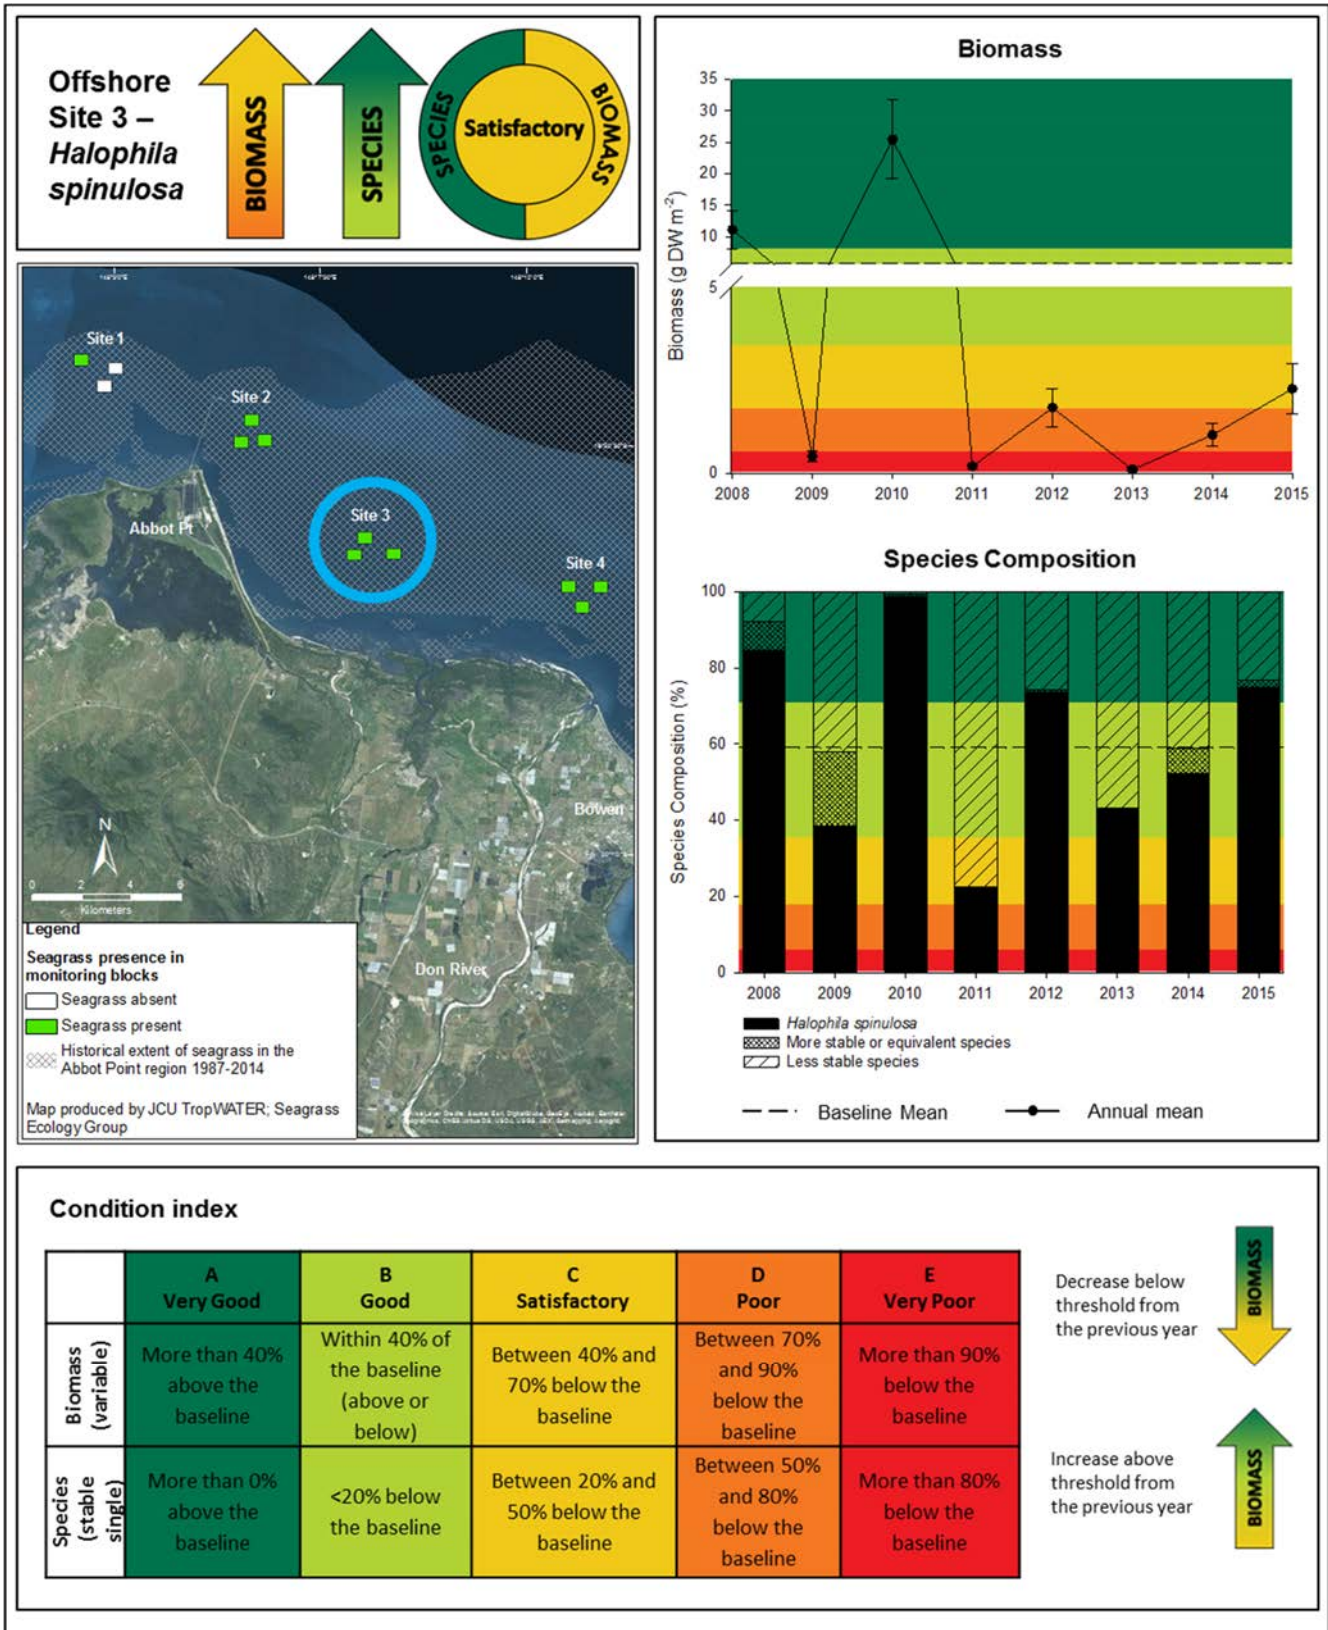 Offshore
Site 3 –
Halophila
spinulosa
BIOMASS
SPECIES
SPECIES
Satisfactory
BIOMASS
Site 1
Site 2
Site 3
Site 4
Abbot Pt
Bowen
Don River
N
0 2 4 6
Kilometers
Legend
Seagrass presence in
monitoring blocks
Seagrass absent
Seagrass present
Historical extent of seagrass in the
Abbot Point region 1987-2014
Map produced by JCU TropWATER; Seagrass
Ecology Group
Biomass
Biomass (g DW m-2)
35
30
25
20
15
10
5
0
2008 2009 2010 2011 2012 2013 2014 2015
Species Composition
Species Composition (%)
100
80
60
40
20
0
2008 2009 2010 2011 2012 2013 2014 2015
Halophila spinulosa
More stable or equivalent species
Less stable species
Baseline Mean
Annual mean
Condition index
A
Very Good
B
Good
C
Satisfactory
D
Poor
E
Very Poor
Biomass
(variable)
More than 40%
above the
baseline
Within 40% of
the baseline
(above or
below)
Between 40% and
70% below the
baseline
Between 70%
and 90%
below the
baseline
More than 90%
below the
baseline
Species
(stable
single)
More than 0%
above the
baseline
<20% below
the baseline
Between 20% and
50% below the
baseline
Between 50%
and 80%
below the
baseline
More than 80%
below the
baseline
Decrease below
threshold from
the previous year
BIOMASS
Increase above
threshold from
the previous year
BIOMASS